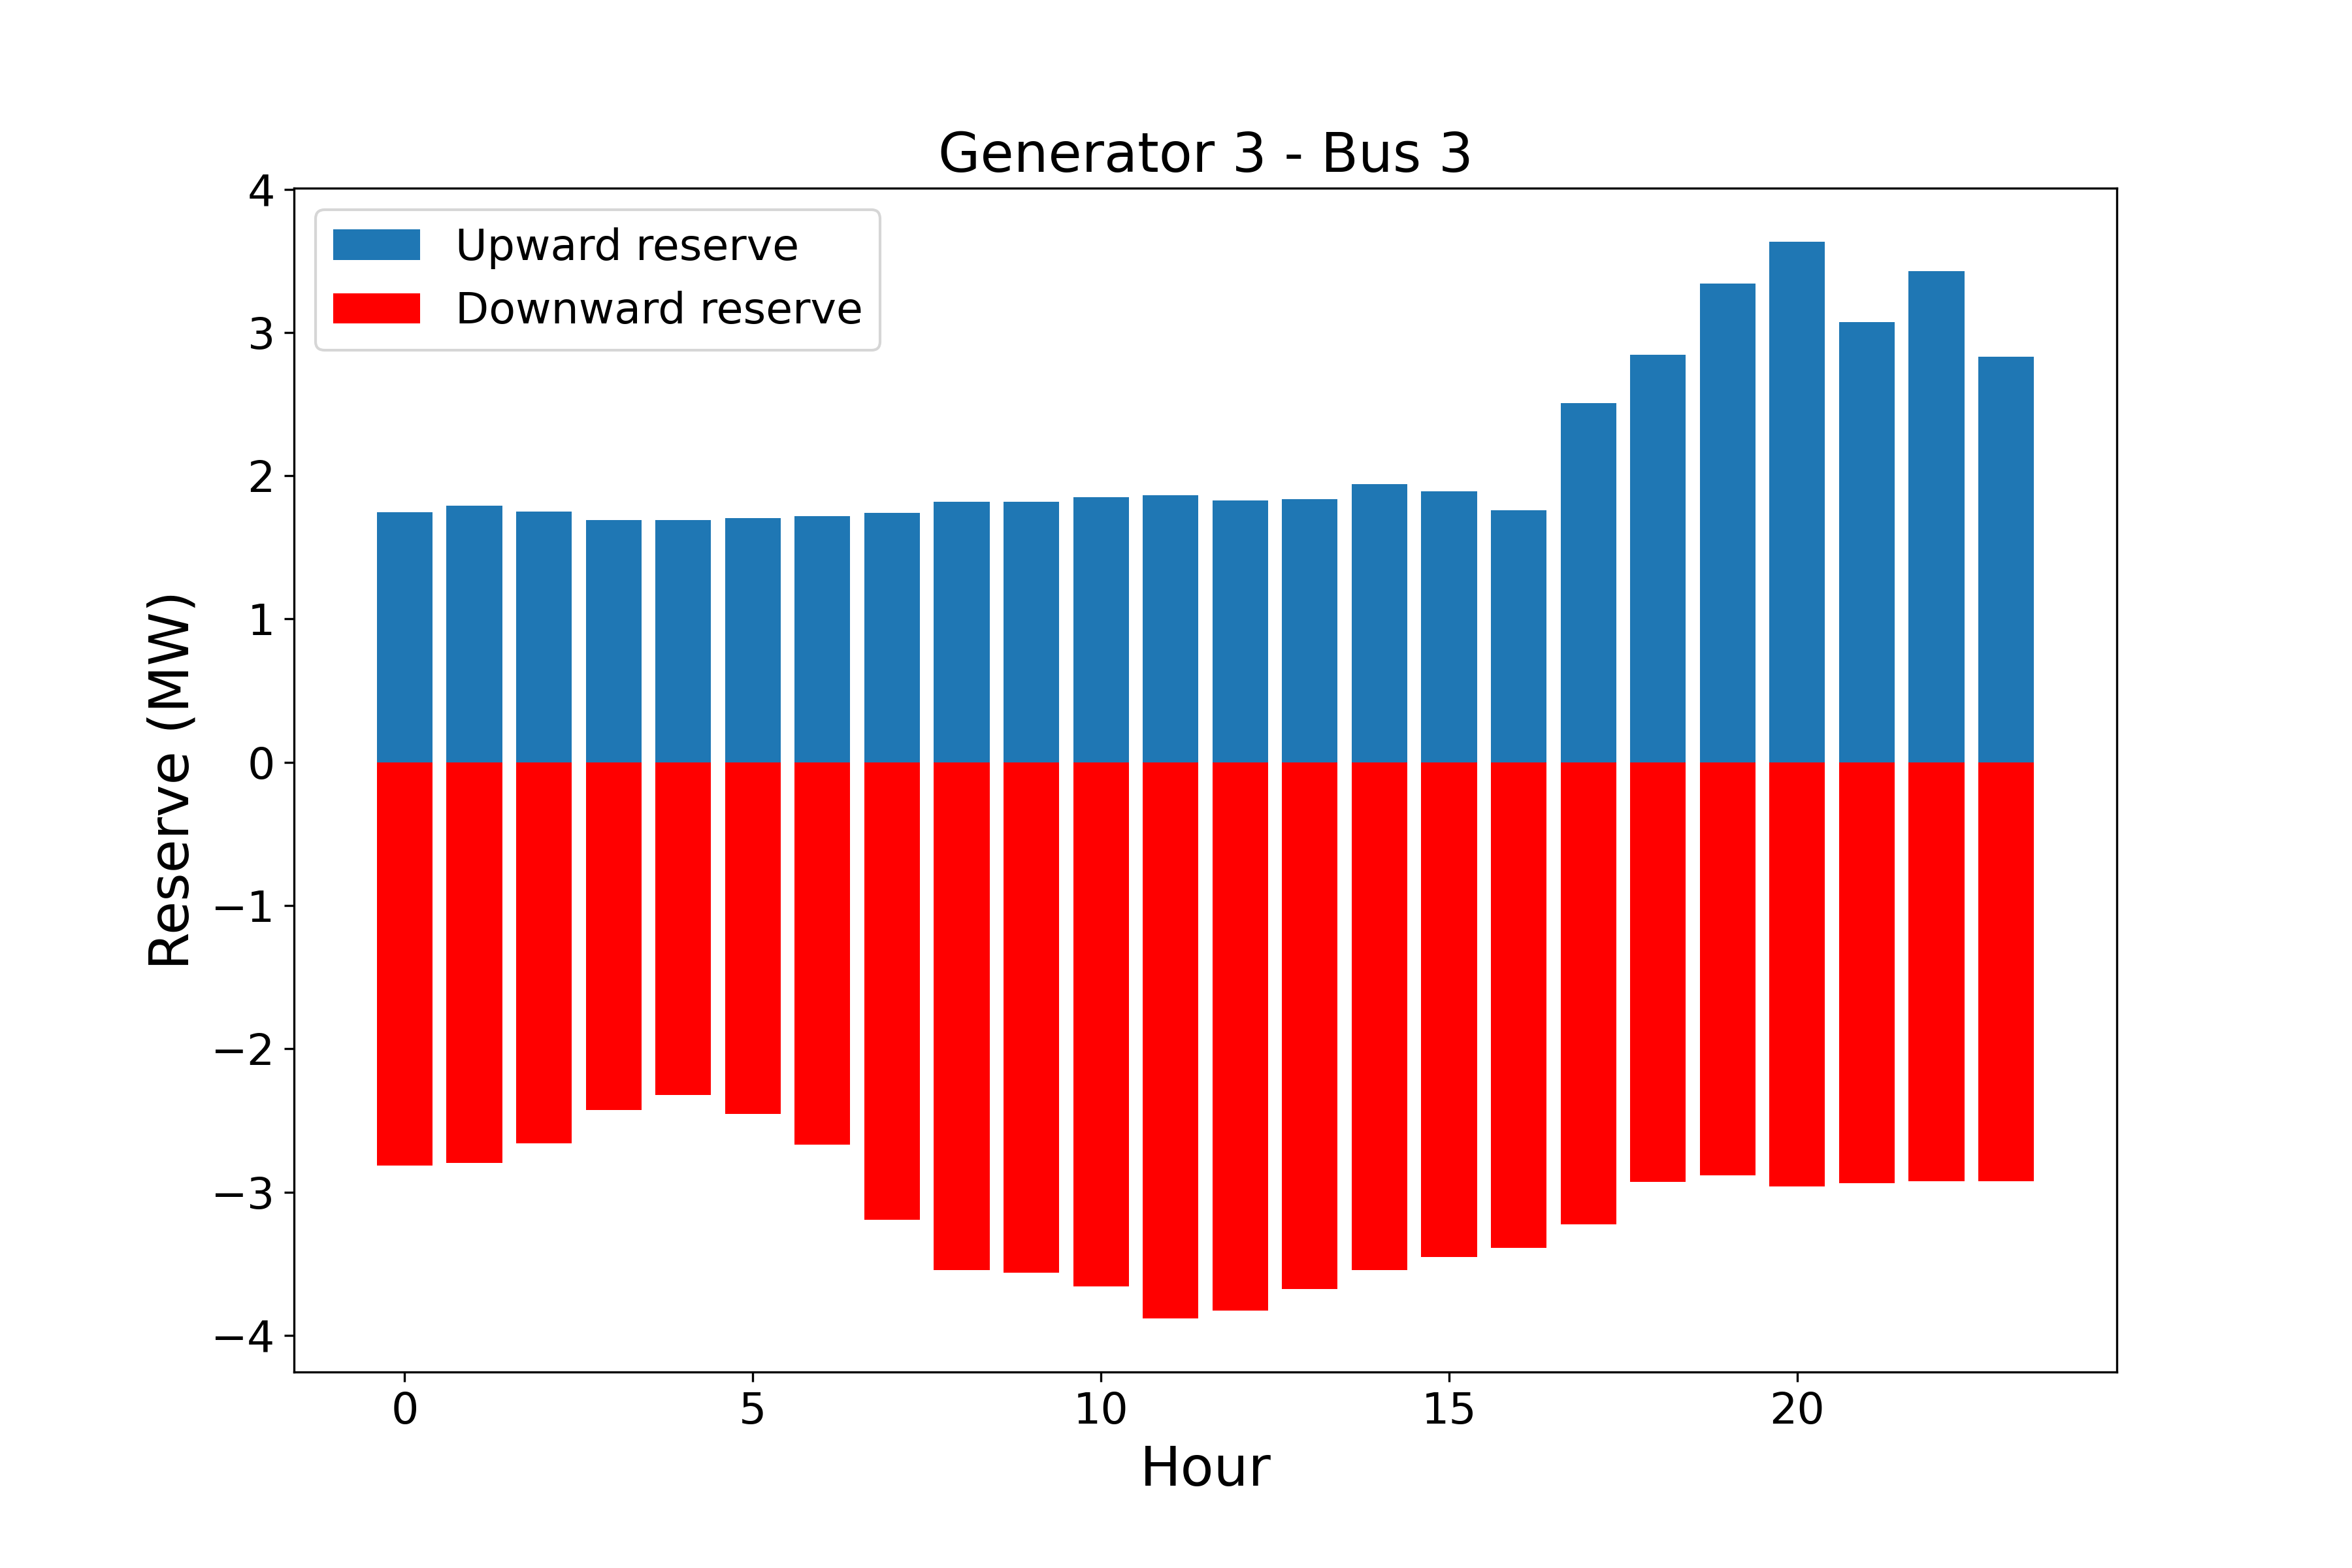 Generator 3 - Bus 3
Upward reserve
Downward reserve
Reserve (MW)
4
3
2
1
0
−1
−2
−3
−4
0 5 10 15 20
Hour